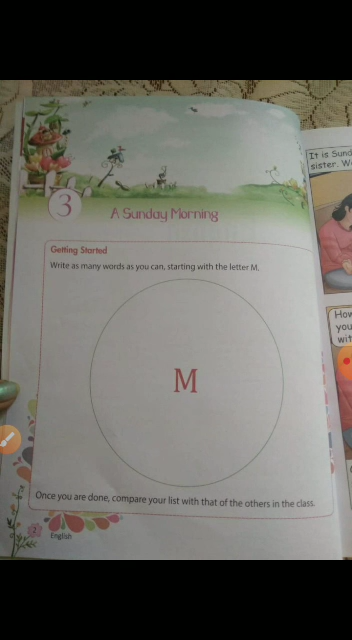 3
A Sunday Morning
Getting Started
Write as many words as you can, starting with the letter M.
M
Once you are done, compare your list with that of the others in the class.
2
English
It is Sund
sister. We
How
you
wit